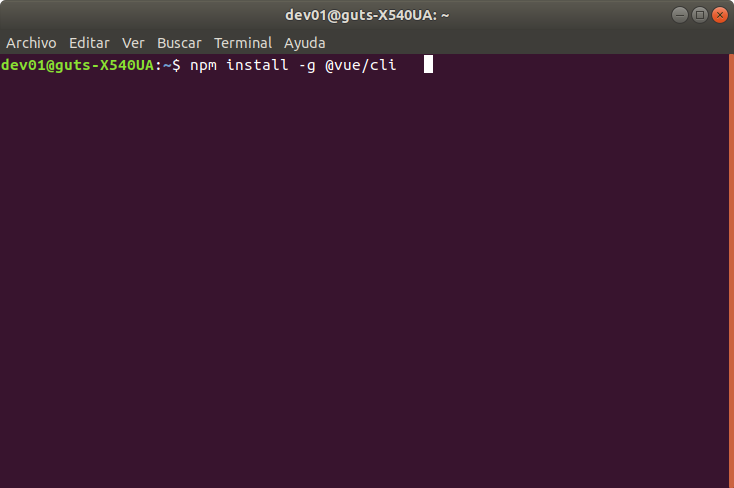 dev01@guts-X540UA: ~
Archivo Editar Ver Buscar Terminal Ayuda
dev01@guts-X540UA:~$ npm install -g @vue/cli